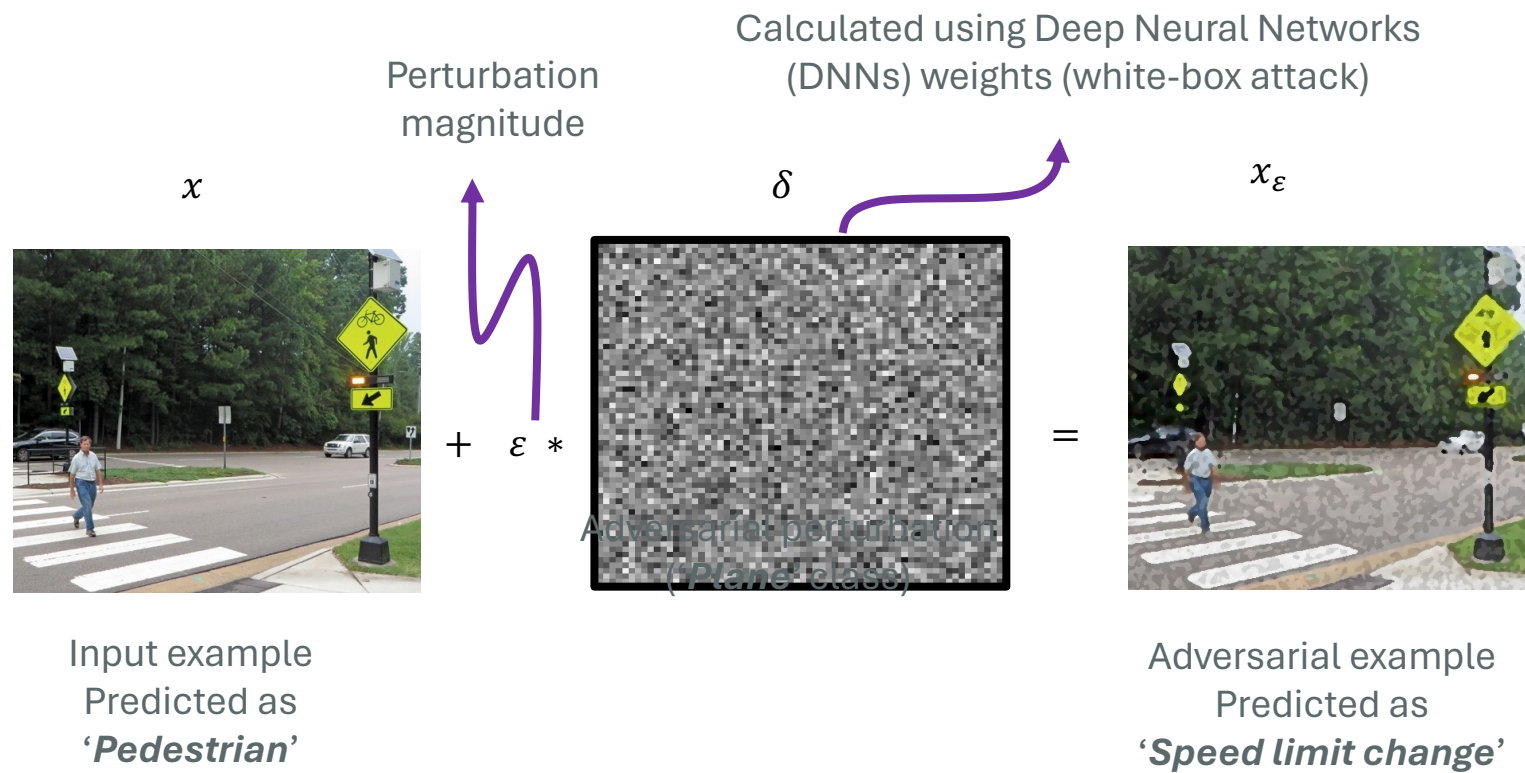 Calculated using Deep Neural Networks
(DNNs) weights (white-box attack)
Perturbation
magnitude
x
δ
x_ε
+ ε *
=
Adversarial perturbation
('Plane' class)
Input example
Predicted as
'Pedestrian'
Adversarial example
Predicted as
'Speed limit change'